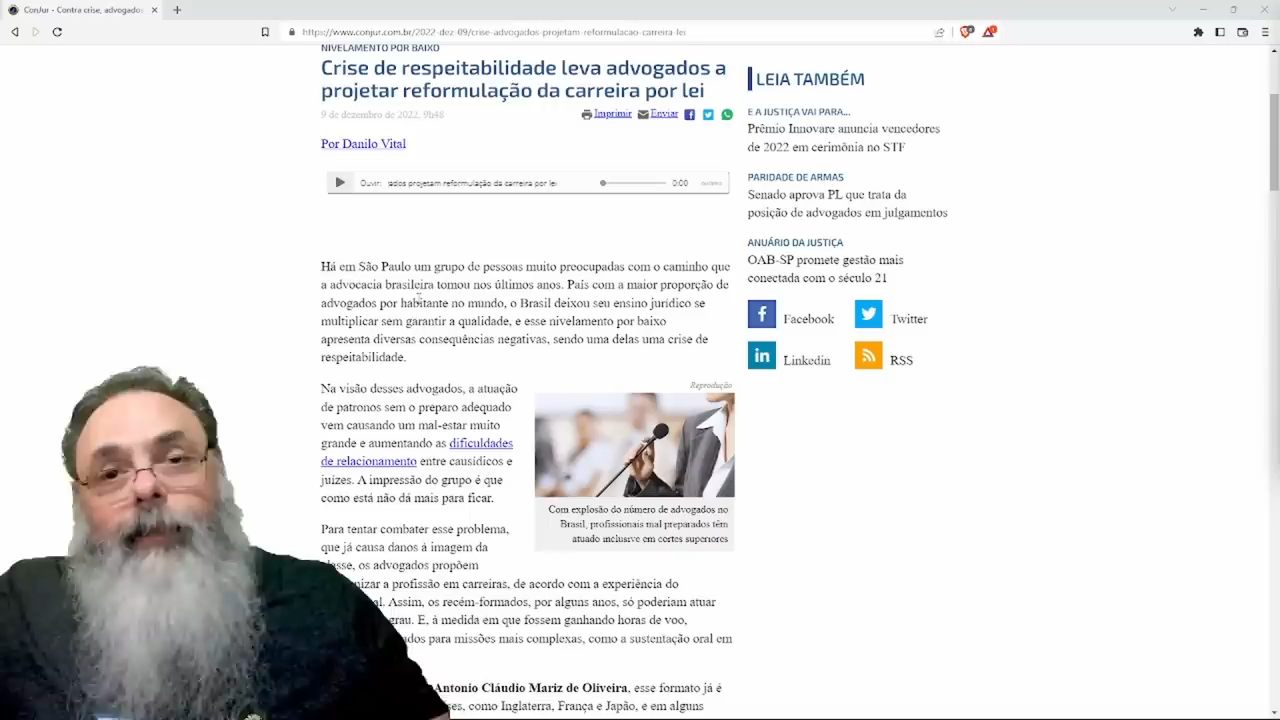 ConJur - Contra crise, advogados
https://www.conjur.com.br/2022-dez-09/crise-advogados-projetam-reformulacao-carreira-lei
NIVELAMENTO POR BAIXO
Crise de respeitabilidade leva advogados a
projetar reformulação da carreira por lei
9 de dezembro de 2022, 9h48
Imprimir Enviar
Por Danilo Vital
Ouvir: ados projetam reformulação da carreira por lei 0:00
Há em São Paulo um grupo de pessoas muito preocupadas com o caminho que
a advocacia brasileira tomou nos últimos anos. País com a maior proporção de
advogados por habitante no mundo, o Brasil deixou seu ensino jurídico se
multiplicar sem garantir a qualidade, e esse nivelamento por baixo
apresenta diversas consequências negativas, sendo uma delas uma crise de
respeitabilidade.
Na visão desses advogados, a atuação
de patronos sem o preparo adequado
vem causando um mal-estar muito
grande e aumentando as dificuldades
de relacionamento entre causídicos e
juízes. A impressão do grupo é que
como está não dá mais para ficar.
Reprodução
Com explosão do número de advogados no
Brasil, profissionais mal preparados têm
atuado inclusive em cortes superiores
Para tentar combater esse problema,
que já causa danos à imagem da
classe, os advogados propõem
nizar a profissão em carreiras, de acordo com a experiência do
al. Assim, os recém-formados, por alguns anos, só poderiam atuar
grau. E, à medida em que fossem ganhando horas de voo,
ados para missões mais complexas, como a sustentação oral em
Antonio Cláudio Mariz de Oliveira, esse formato já é
ses, como Inglaterra, França e Japão, e em alguns
LEIA TAMBÉM
E A JUSTIÇA VAI PARA...
Prêmio Innovare anuncia vencedores
de 2022 em cerimônia no STF
PARIDADE DE ARMAS
Senado aprova PL que trata da
posição de advogados em julgamentos
ANUÁRIO DA JUSTIÇA
OAB-SP promete gestão mais
conectada com o século 21
Facebook Twitter
Linkedin RSS